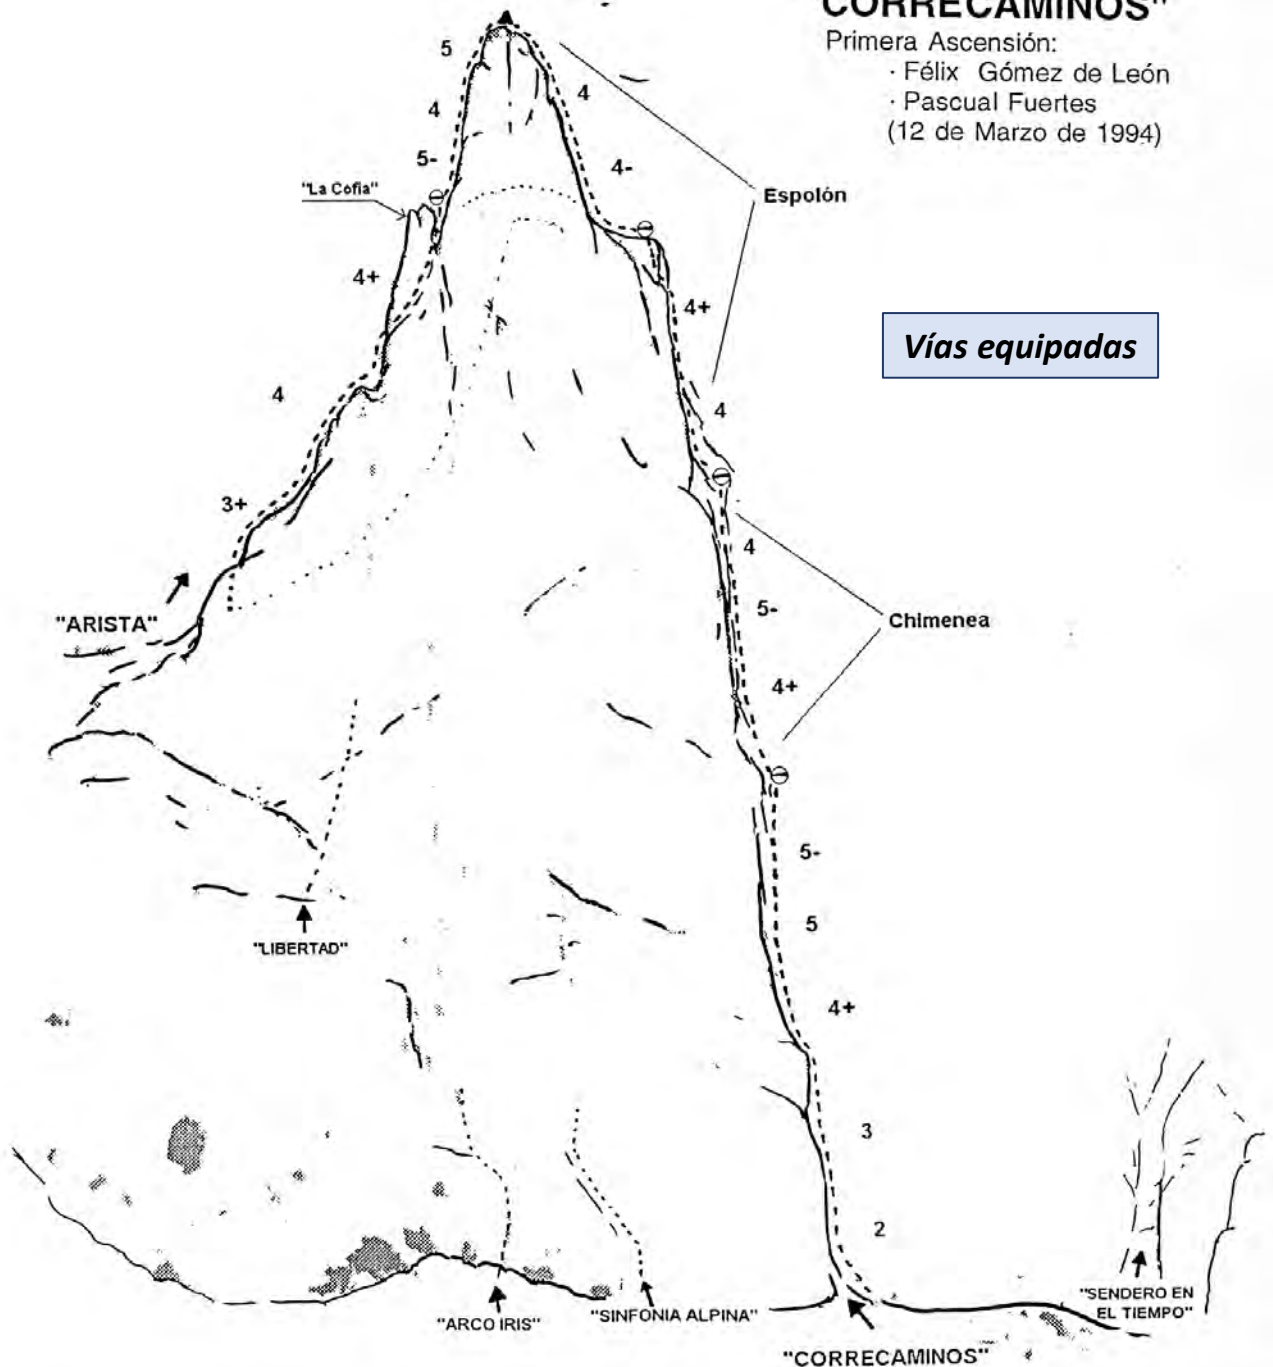 CORRECAMINOS"
Primera Ascensión:
· Félix Gómez de León
· Pascual Fuertes
(12 de Marzo de 1994)
5
4
4
5-
4-
"La Cofia"
Espolón
4+
4+
Vías equipadas
4
4
3+
4
5-
"ARISTA"
Chimenea
4+
5-
5
"LIBERTAD"
4+
3
2
"SENDERO EN
EL TIEMPO"
"ARCO IRIS"
"SINFONIA ALPINA"
"CORRECAMINOS"